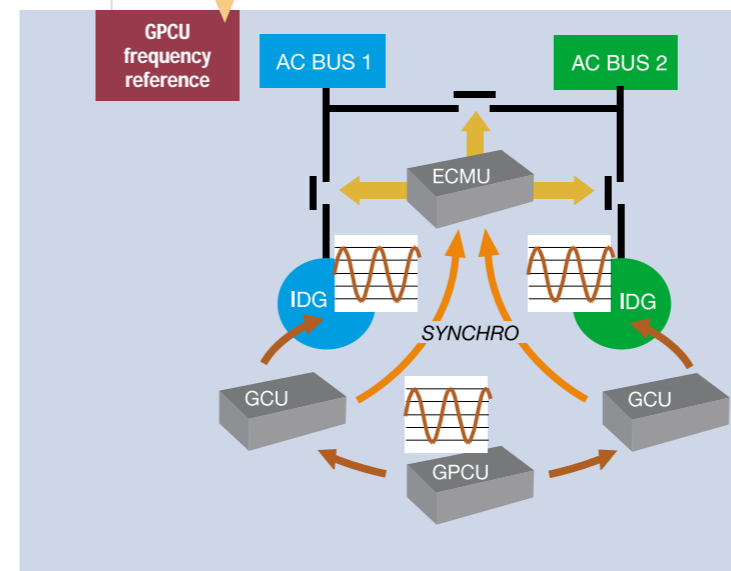 GPCU
frequency
reference
AC BUS 1
AC BUS 2
ECMU
IDG
IDG
SYNCHRO
GCU
GCU
GPCU